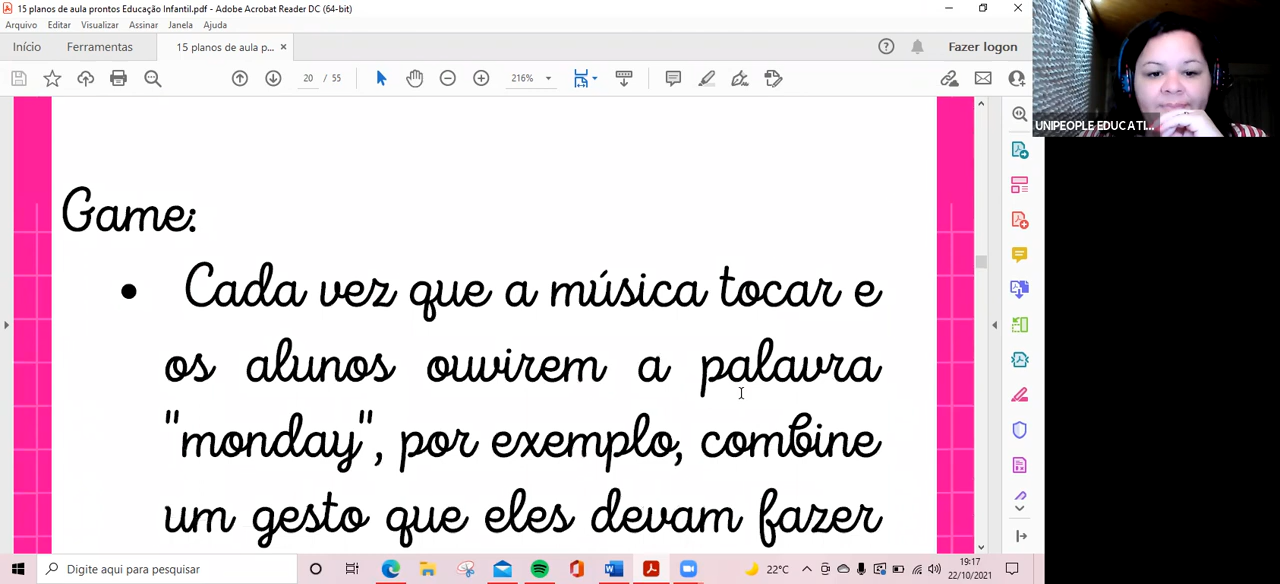 15 planos de aula prontos Educação Infantil.pdf - Adobe Acrobat Reader DC (64-bit)
Arquivo Editar Visualizar Assinar Janela Ajuda
Início Ferramentas 15 planos de aula p... Fazer logon
20 / 55 216%
UNIPEOPLE EDUCATI...
Game:
• Cada vez que a música tocar e
os alunos ouvirem a palavra
"monday", por exemplo, combine
um gesto que eles devam fazer
Digite aqui para pesquisar
22°C
19:17
22/10/2021